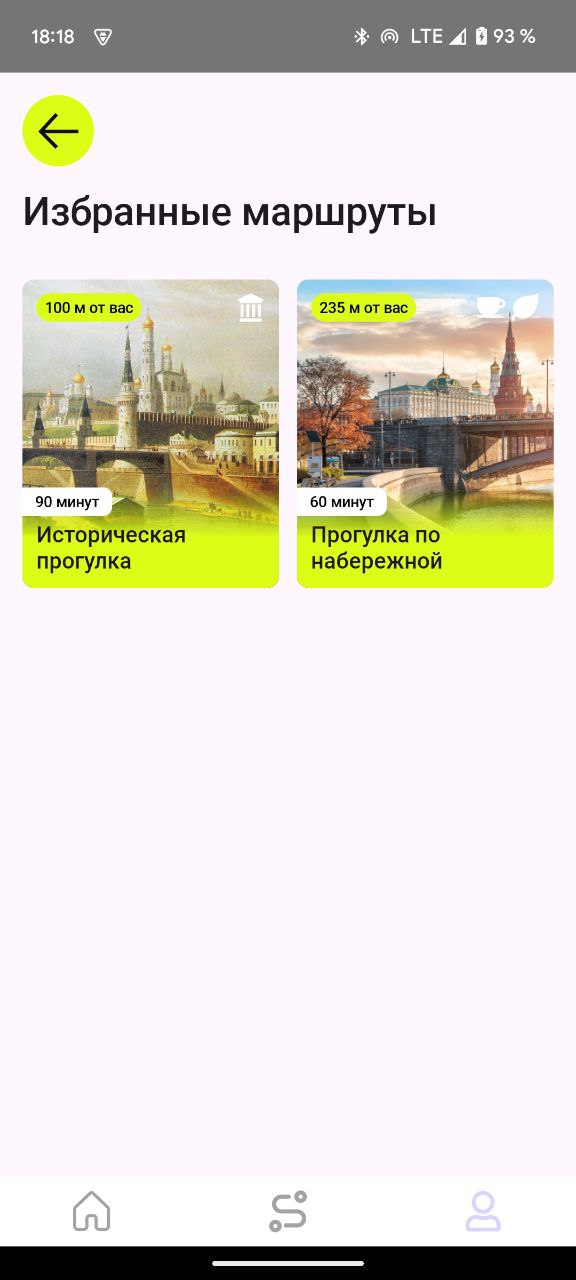 18:18
LTE 93 %
Избранные маршруты
100 м от вас
235 м от вас
90 минут
60 минут
Историческая
прогулка
Прогулка по
набережной